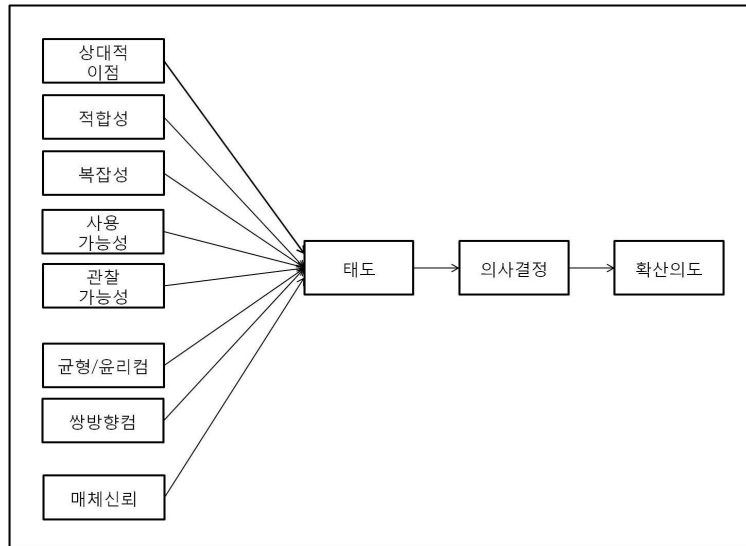 상대적
이점
적합성
복잡성
사용
가능성
관찰
가능성
균형/윤리컴
쌍방향컴
매체신뢰
태도
의사결정
확산의도